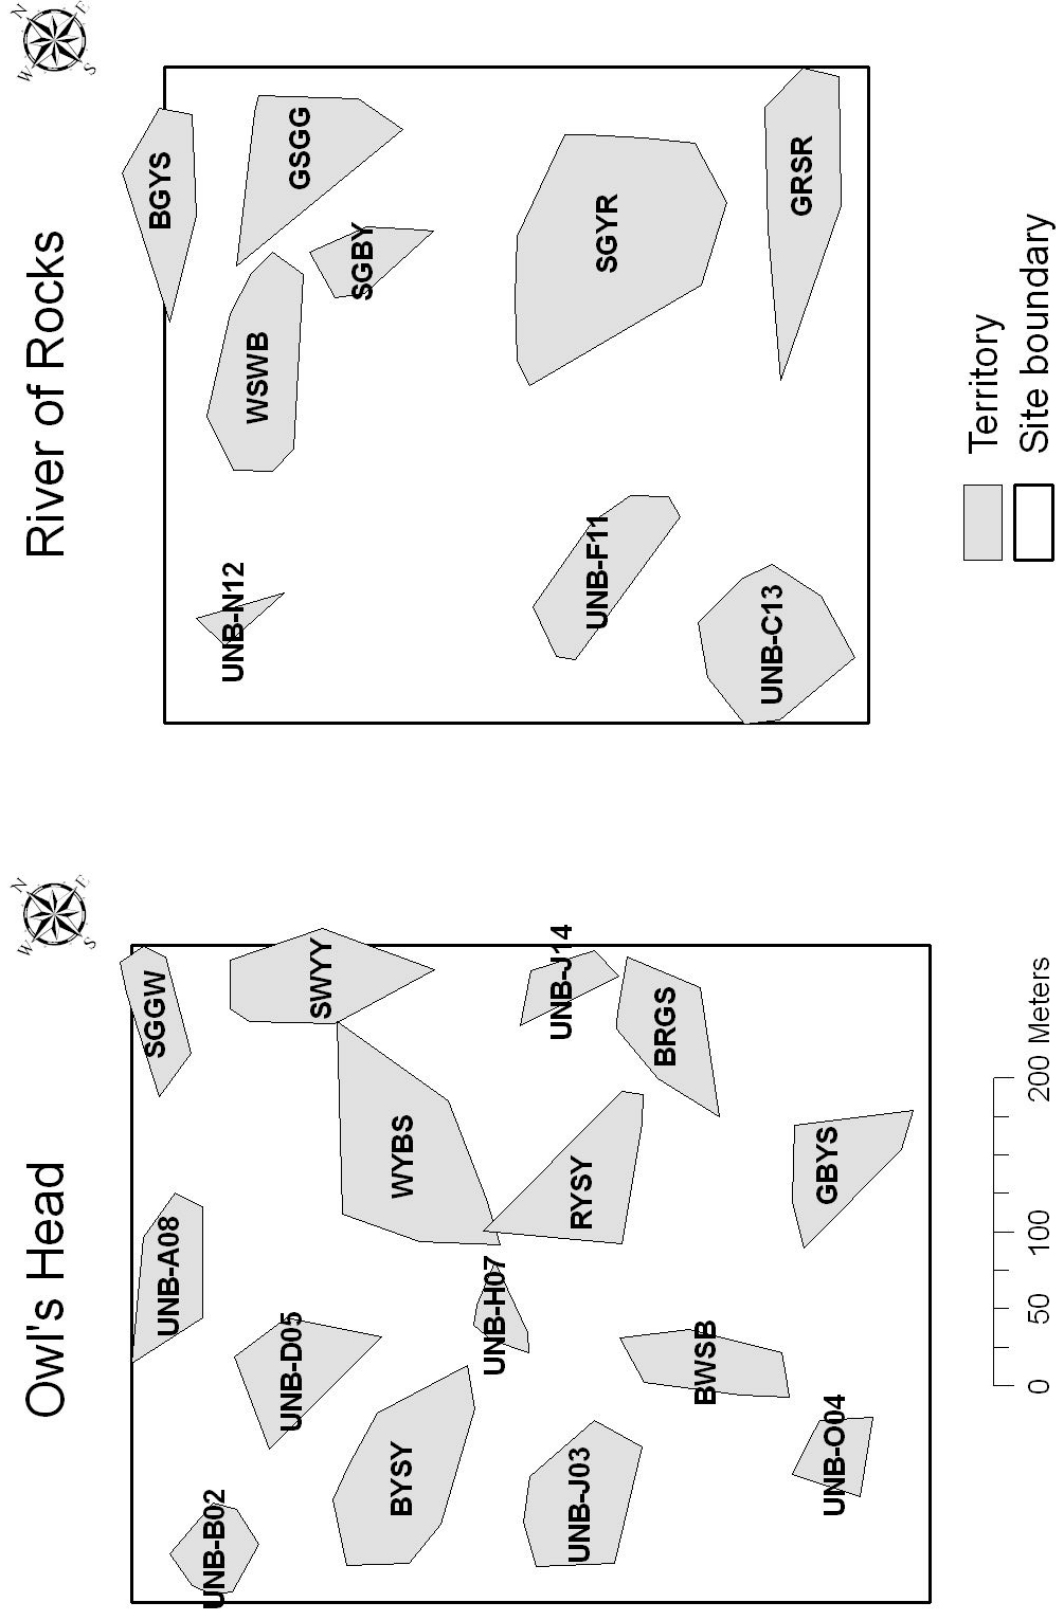 Owl's Head
River of Rocks
N
E
S
W
N
E
S
W
SGGW
UNB-A08
UNB-B02
SWYY
UNB-D05
WYBS
BYSY
UNB-H07
UNB-J14
RYSY
UNB-J03
BRGS
BWSB
GBYS
UNB-O04
BGYS
GSGG
SGBY
WSWB
UNB-N12
SGYR
UNB-F11
GRSR
UNB-C13
0 50 100 200 Meters
Territory
Site boundary